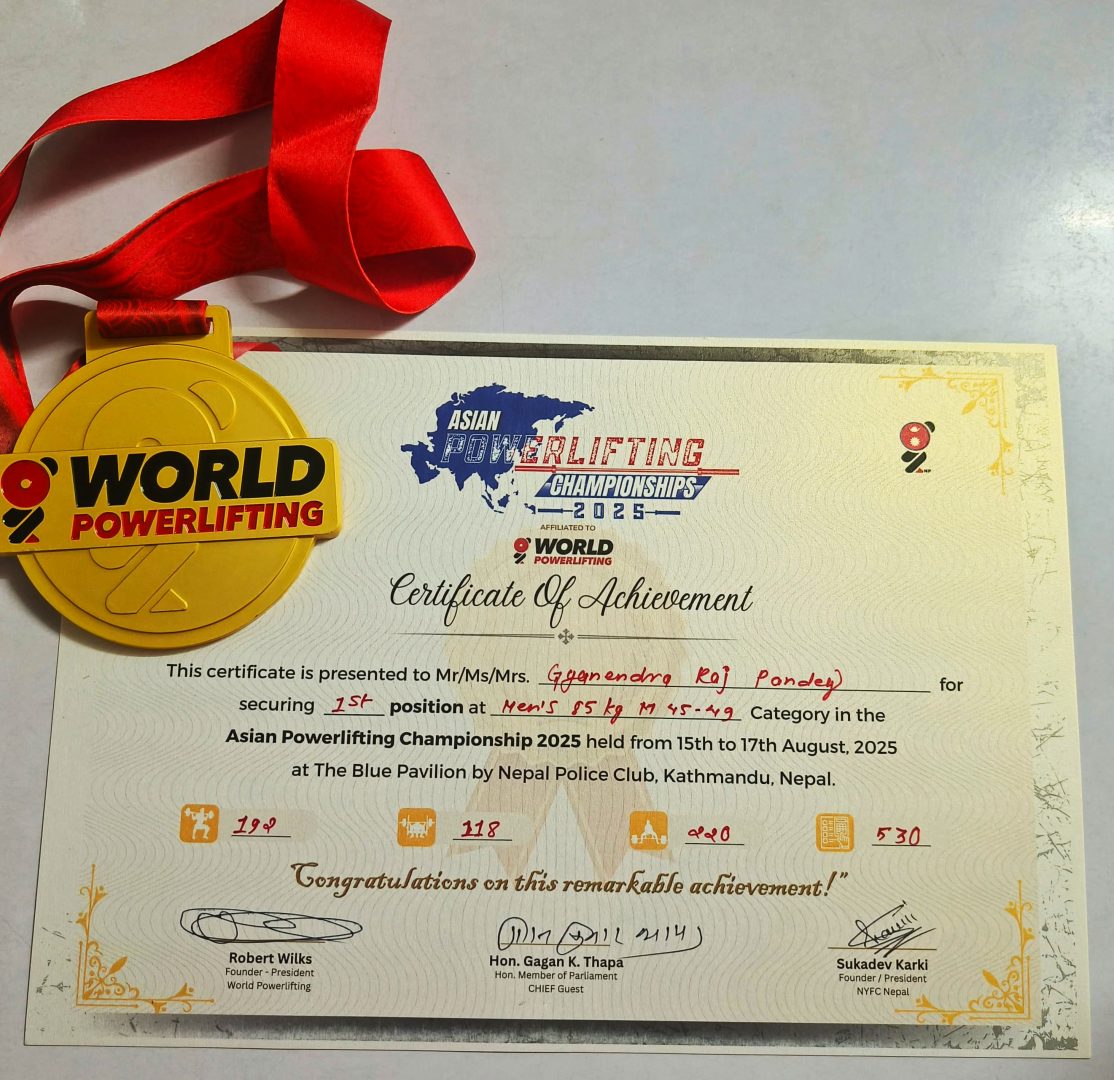 WORLD
POWERLIFTING
ASIAN
POWERLIFTING
CHAMPIONSHIPS
2025
AFFILIATED TO
WORLD
POWERLIFTING
Certificate Of Achievement
This certificate is presented to Mr/Ms/Mrs. Gyanendra Raj Pandey for
securing 1st position at Men's 85 kg M 45-49 Category in the
Asian Powerlifting Championship 2025 held from 15th to 17th August, 2025
at The Blue Pavilion by Nepal Police Club, Kathmandu, Nepal.
192 118 220 530
"Congratulations on this remarkable achievement!"
Robert Wilks
Founder - President
World Powerlifting
Hon. Gagan K. Thapa
Hon. Member of Parliament
CHIEF Guest
Sukadev Karki
Founder / President
NYFC Nepal